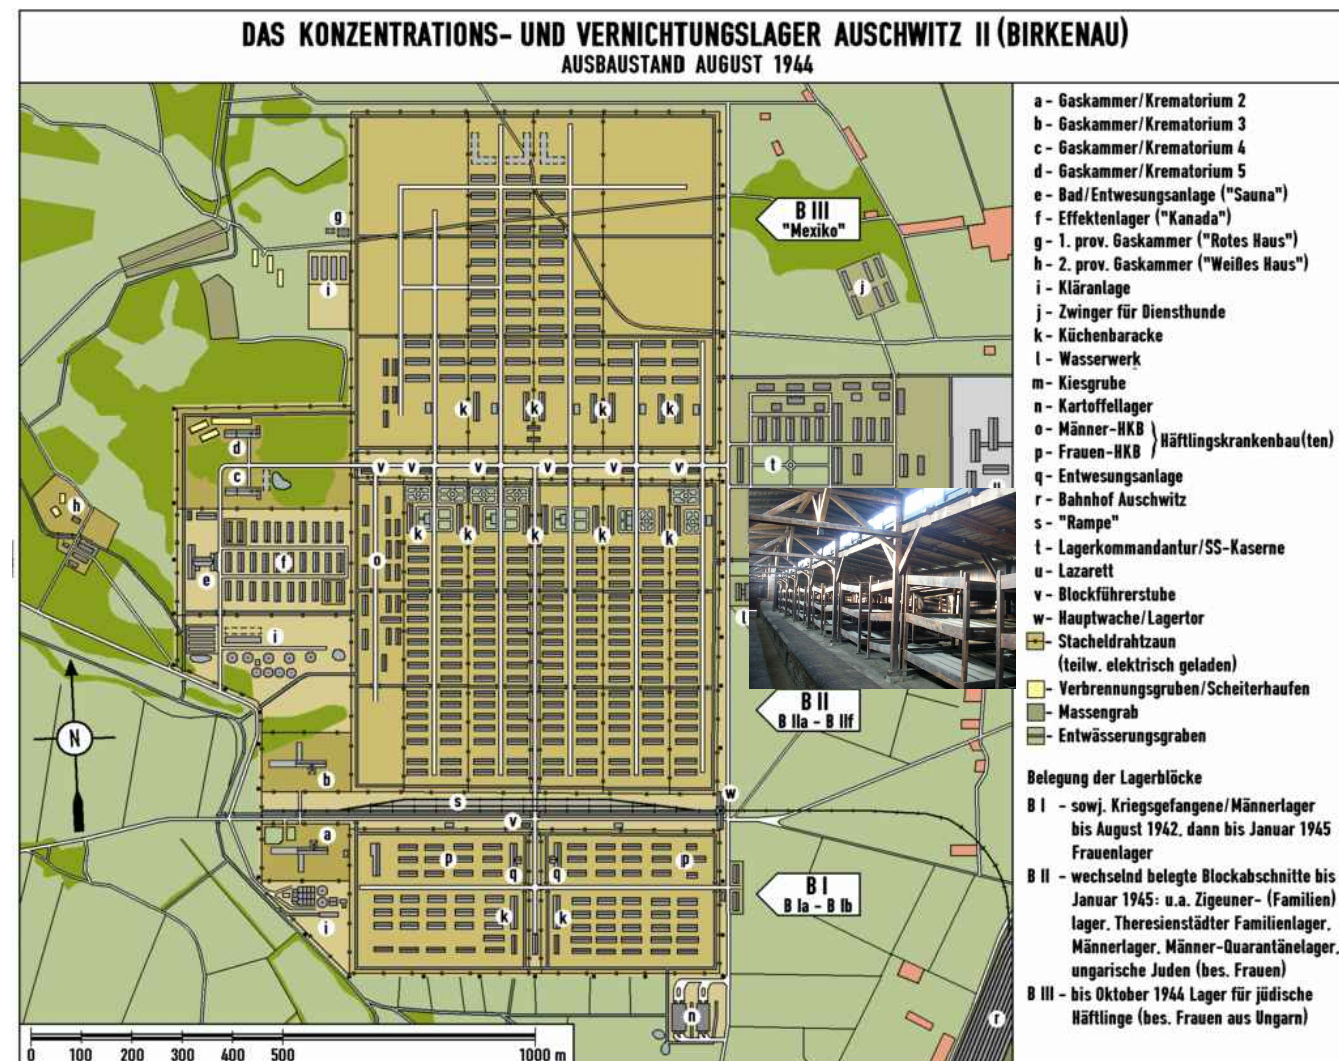 DAS KONZENTRATIONS- UND VERNICHTUNGSLAGER AUSCHWITZ II (BIRKENAU)
AUSBAUSTAND AUGUST 1944
a - Gaskammer/Krematorium 2
b - Gaskammer/Krematorium 3
c - Gaskammer/Krematorium 4
d - Gaskammer/Krematorium 5
e - Bad/Entwesungsanlage ("Sauna")
f - Effektenlager ("Kanada")
g - 1. prov. Gaskammer ("Rotes Haus")
h - 2. prov. Gaskammer ("Weißes Haus")
i - Kläranlage
j - Zwinger für Diensthunde
k - Küchenbaracke
l - Wasserwerk
m - Kiesgrube
n - Kartoffellager
o - Männer-HKB
p - Frauen-HKB
Häftlingskrankenbau(ten)
q - Entwesungsanlage
r - Bahnhof Auschwitz
s - "Rampe"
t - Lagerkommandantur/SS-Kaserne
u - Lazarett
v - Blockführerstube
w - Hauptwache/Lagertor
- Stacheldrahtzaun
(teilw. elektrisch geladen)
- Verbrennungsgruben/Scheiterhaufen
- Massengrab
- Entwässerungsgraben
Belegung der Lagerblöcke
B I - sowj. Kriegsgefangene/Männerlager
bis August 1942, dann bis Januar 1945
Frauenlager
B II - wechselnd belegte Blockabschnitte bis
Januar 1945: u.a. Zigeuner- (Familien)
lager, Theresienstädter Familienlager,
Männerlager, Männer-Quarantänelager,
ungarische Juden (bes. Frauen)
B III - bis Oktober 1944 Lager für jüdische
Häftlinge (bes. Frauen aus Ungarn)
B III
"Mexiko"
g
i
j
k k k k
d
v v v v v v
t
c
u
h
k k k k k
o
f
e
l
i
B II
B IIa - B IIf
N
b
w
s
v
a
p p
q q
B I
B Ia - B Ib
k k
i
n
r
0 100 200 300 400 500 1000 m